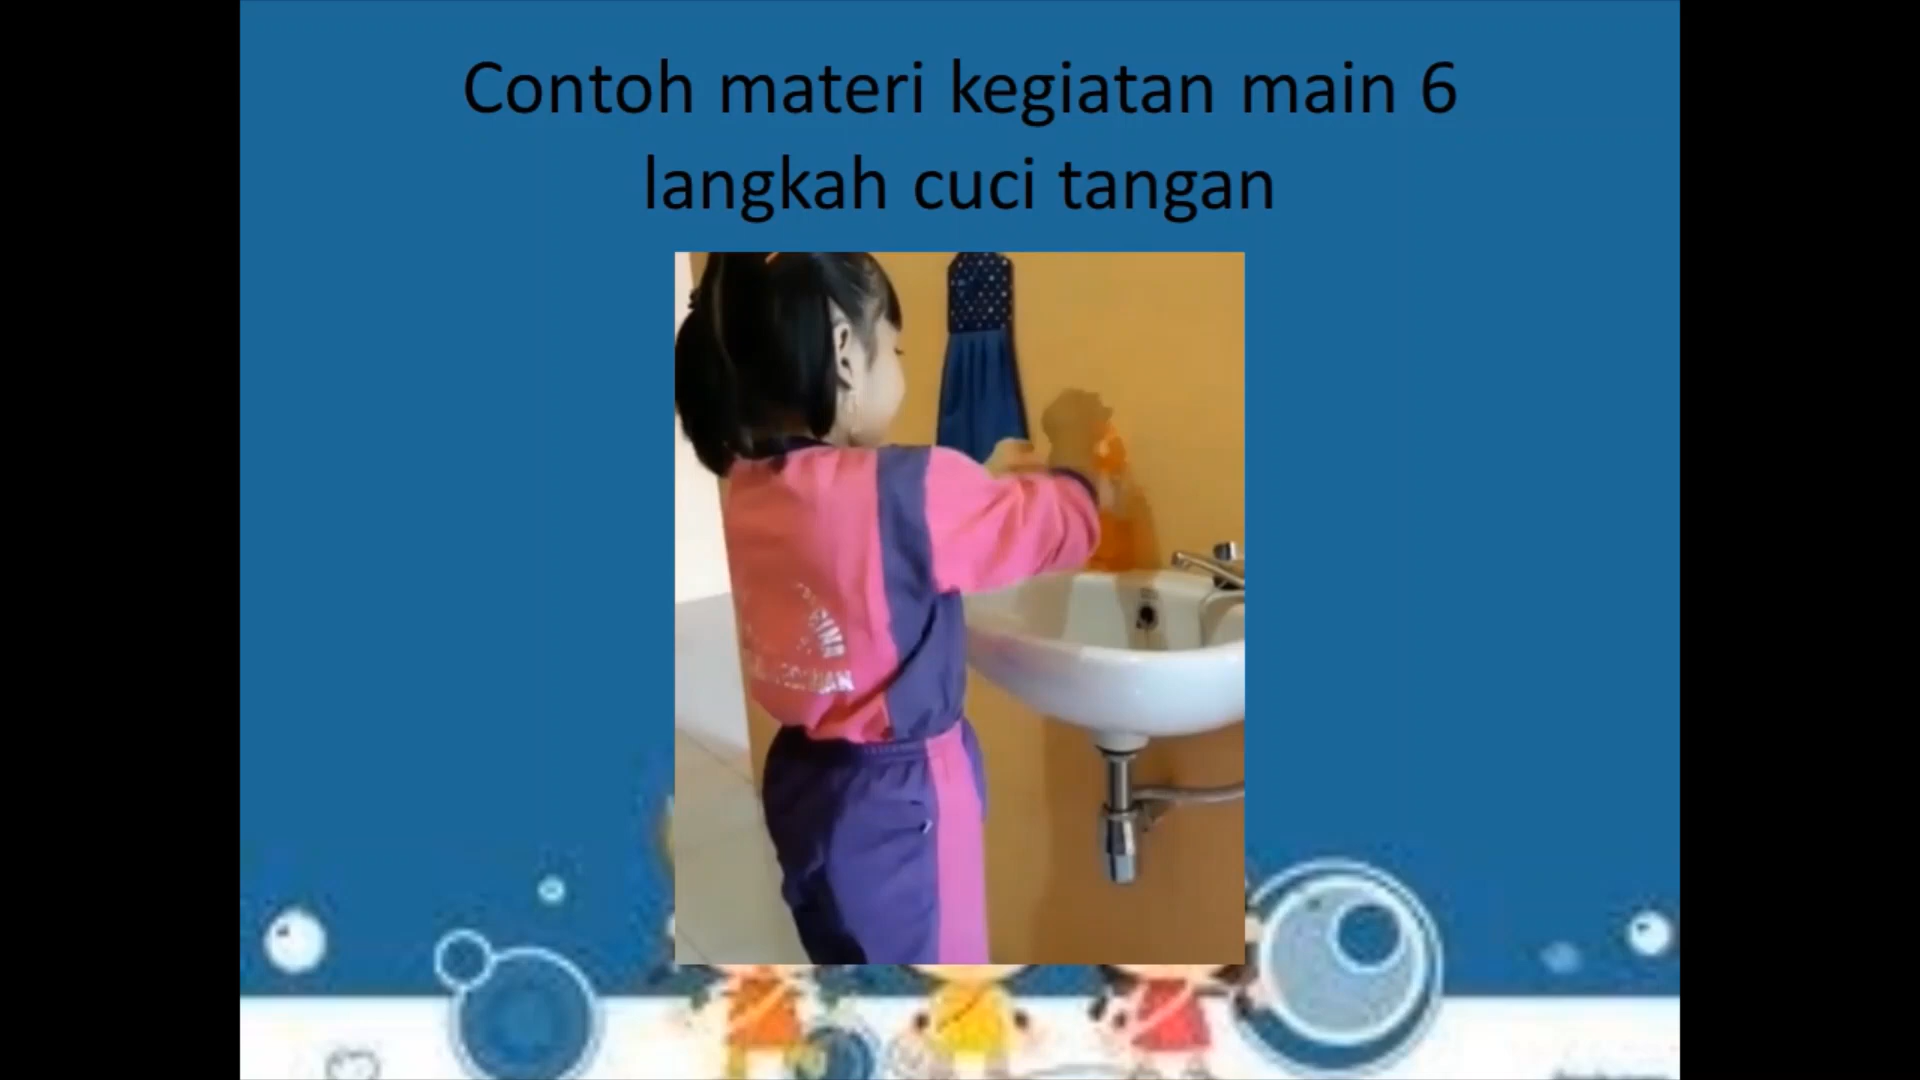 Contoh materi kegiatan main 6
langkah cuci tangan